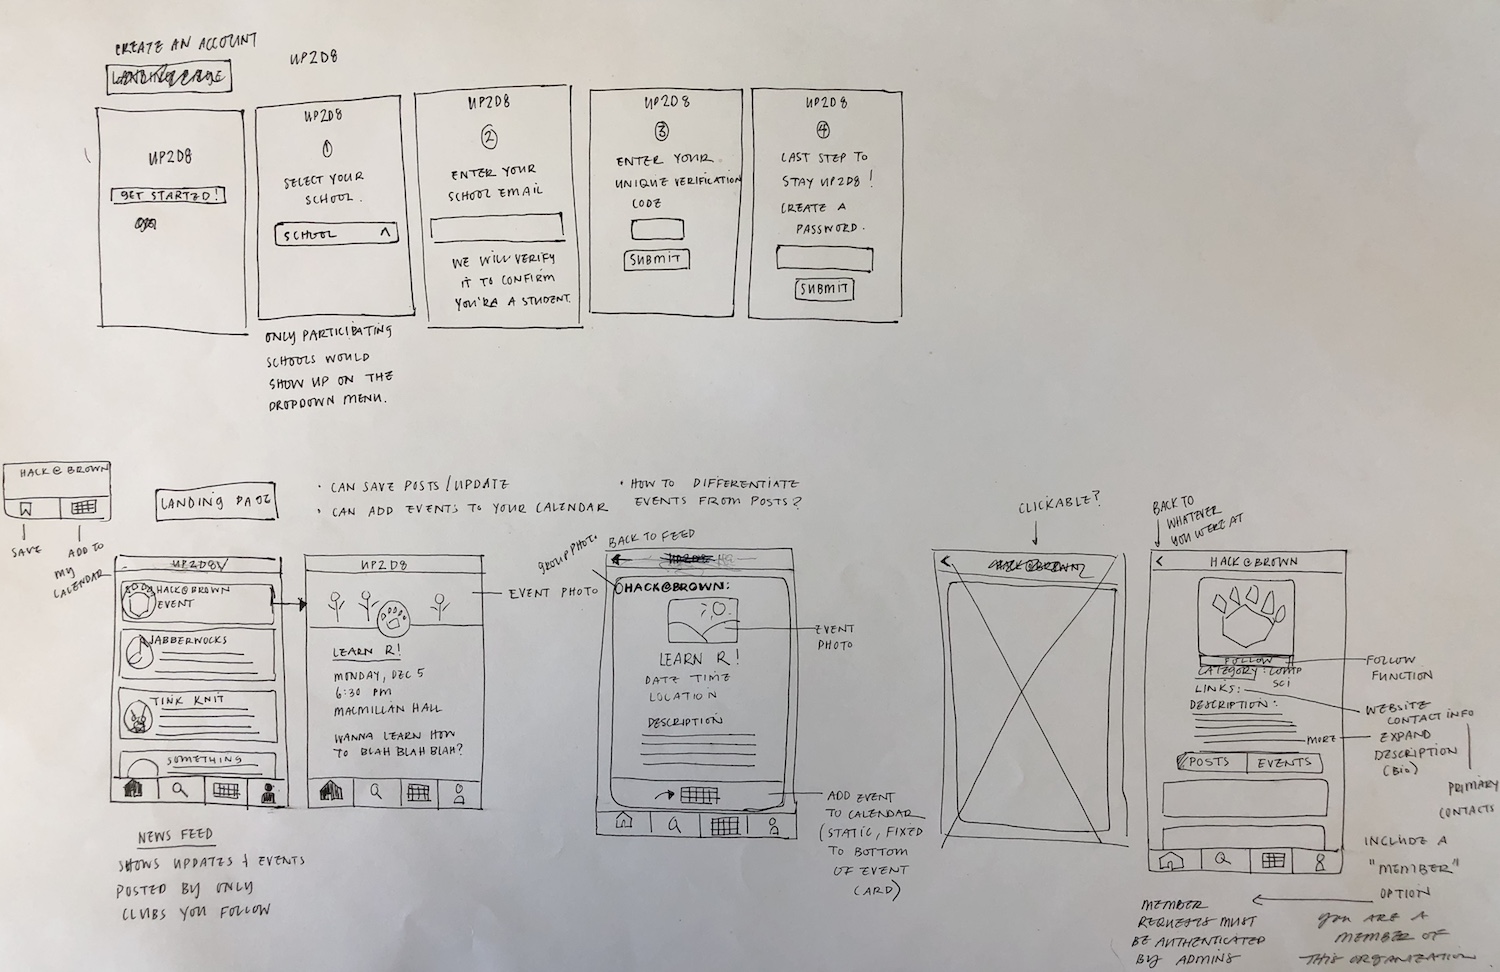 CREATE AN ACCOUNT
UP2D8
UP2D8
GET STARTED!
UP2D8
1
SELECT YOUR
SCHOOL.
SCHOOL
ONLY PARTICIBATING
SCHOOLS WOULD
SHOW UP ON THE
DROPDOWN MENU.
UP2D8
2
ENTER YOUR
SCHOOL EMAIL
WE WILL VERIFY
IT TO CONFIRM
YOU'RE A STUDENT.
UP2D8
3
ENTER YOUR
UNIQUE VERIFICATION
CODE
SUBMIT
UP2D8
4
LAST STEP TO
STAY UP2D8!
CREATE A
PASSWORD.
SUBMIT
HACK@BROWN
SAVE
ADD TO
MY
CALENDAR
LANDING PAGE
• CAN SAVE POSTS/UPDATE
• CAN ADD EVENTS TO YOUR CALENDAR
• HOW TO DIFFERENTIATE
EVENTS FROM POSTS?
UP2D8
HACK@BROWN
EVENT
JABBERWOCKS
TINK KNIT
SOMETHING
NEWS FEED
SHOWS UPDATES + EVENTS
POSTED BY ONLY
CLUBS YOU FOLLOW
UP2D8
EVENT PHOTO
LEARN R!
MONDAY, DEC 5
6:30 PM
MACMILLAN HALL
WANNA LEARN HOW
TO BLAH BLAH BLAH?
GROUP PHOTO
BACK TO FEED
HACK@BROWN:
EVENT
PHOTO
LEARN R!
DATE TIME
LOCATION
DESCRIPTION
ADD EVENT
TO CALENDAR
(STATIC, FIXED
TO BOTTOM
OF EVENT
CARD)
CLICKABLE?
HACK@BROWN
BACK TO
WHATEVER
YOU WERE AT
HACK@BROWN
FOLLOW
FOLLOW
FUNCTION
CATEGORY: COMP
SCI
LINKS:
WEBSITE
CONTACT INFO
DESCRIPTION:
MORE
EXPAND
DESCRIPTION
(BIO)
PRIMARY
CONTACTS
POSTS
EVENTS
INCLUDE A
"MEMBER"
OPTION
MEMBER
REQUESTS MUST
BE AUTHENTICATED
BY ADMINS
YOU ARE A
MEMBER OF
THIS ORGANIZATION